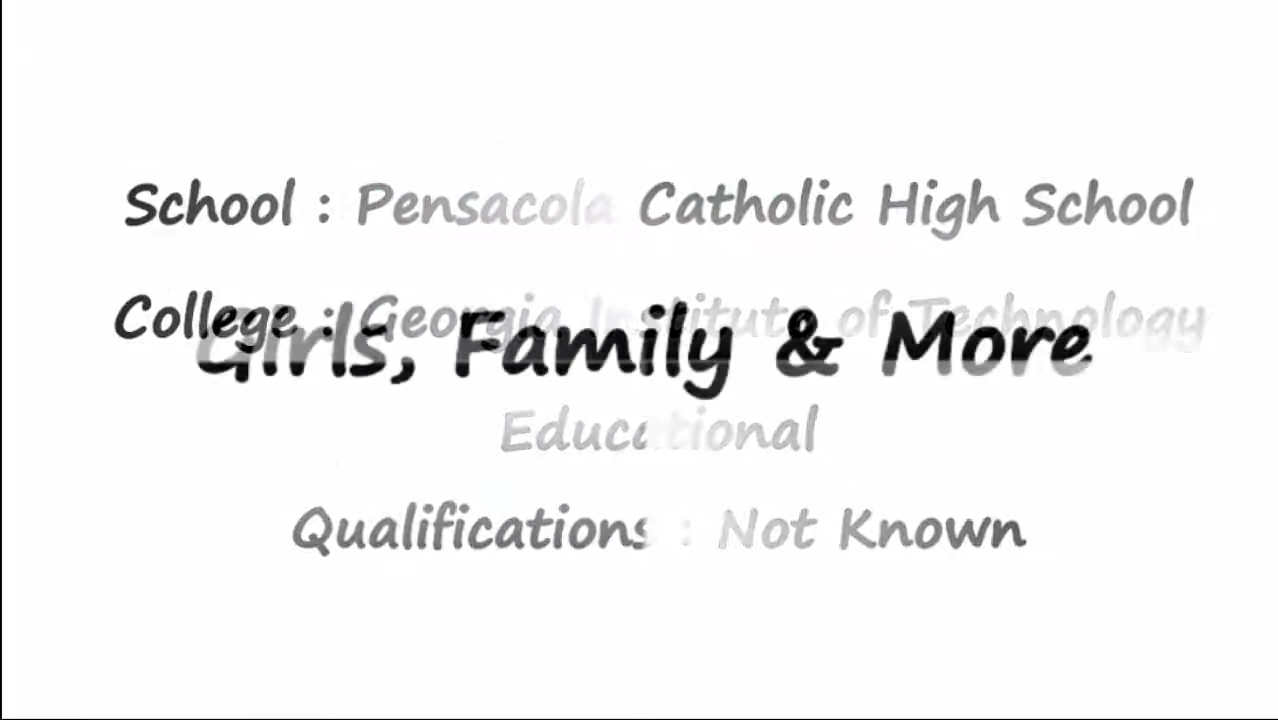 School : Pensacola Catholic High School
College : Georgia Institute of Technology
Girls, Family & More
Educational
Qualifications : Not Known